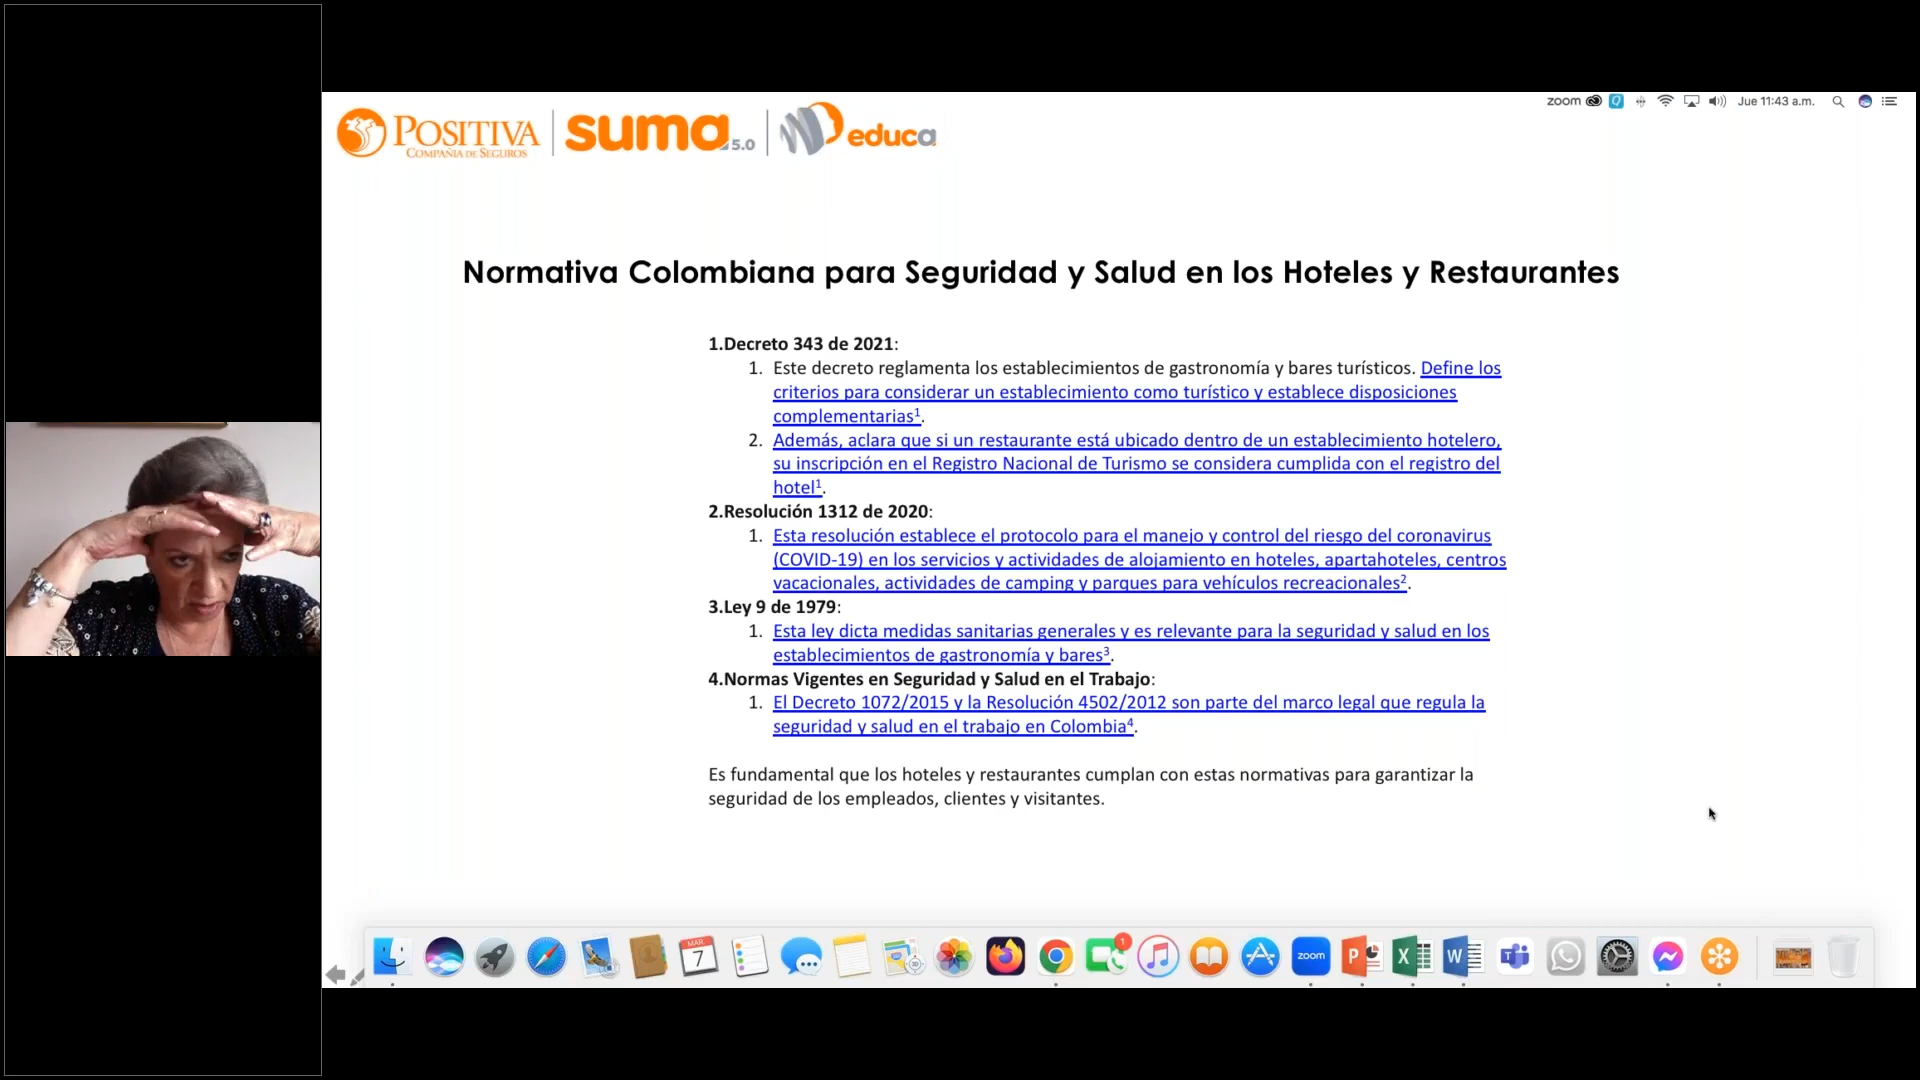 POSITIVA
COMPAÑÍA DE SEGUROS
suma 5.0
educa
zoom
Jue 11:43 a.m.
Normativa Colombiana para Seguridad y Salud en los Hoteles y Restaurantes
1.Decreto 343 de 2021:
1. Este decreto reglamenta los establecimientos de gastronomía y bares turísticos. Define los
criterios para considerar un establecimiento como turístico y establece disposiciones
complementarias¹.
2. Además, aclara que si un restaurante está ubicado dentro de un establecimiento hotelero,
su inscripción en el Registro Nacional de Turismo se considera cumplida con el registro del
hotel¹.
2.Resolución 1312 de 2020:
1. Esta resolución establece el protocolo para el manejo y control del riesgo del coronavirus
(COVID-19) en los servicios y actividades de alojamiento en hoteles, apartahoteles, centros
vacacionales, actividades de camping y parques para vehículos recreacionales².
3.Ley 9 de 1979:
1. Esta ley dicta medidas sanitarias generales y es relevante para la seguridad y salud en los
establecimientos de gastronomía y bares³.
4.Normas Vigentes en Seguridad y Salud en el Trabajo:
1. El Decreto 1072/2015 y la Resolución 4502/2012 son parte del marco legal que regula la
seguridad y salud en el trabajo en Colombia⁴.
Es fundamental que los hoteles y restaurantes cumplan con estas normativas para garantizar la
seguridad de los empleados, clientes y visitantes.
MAR.
7
1
zoom
P
X
W